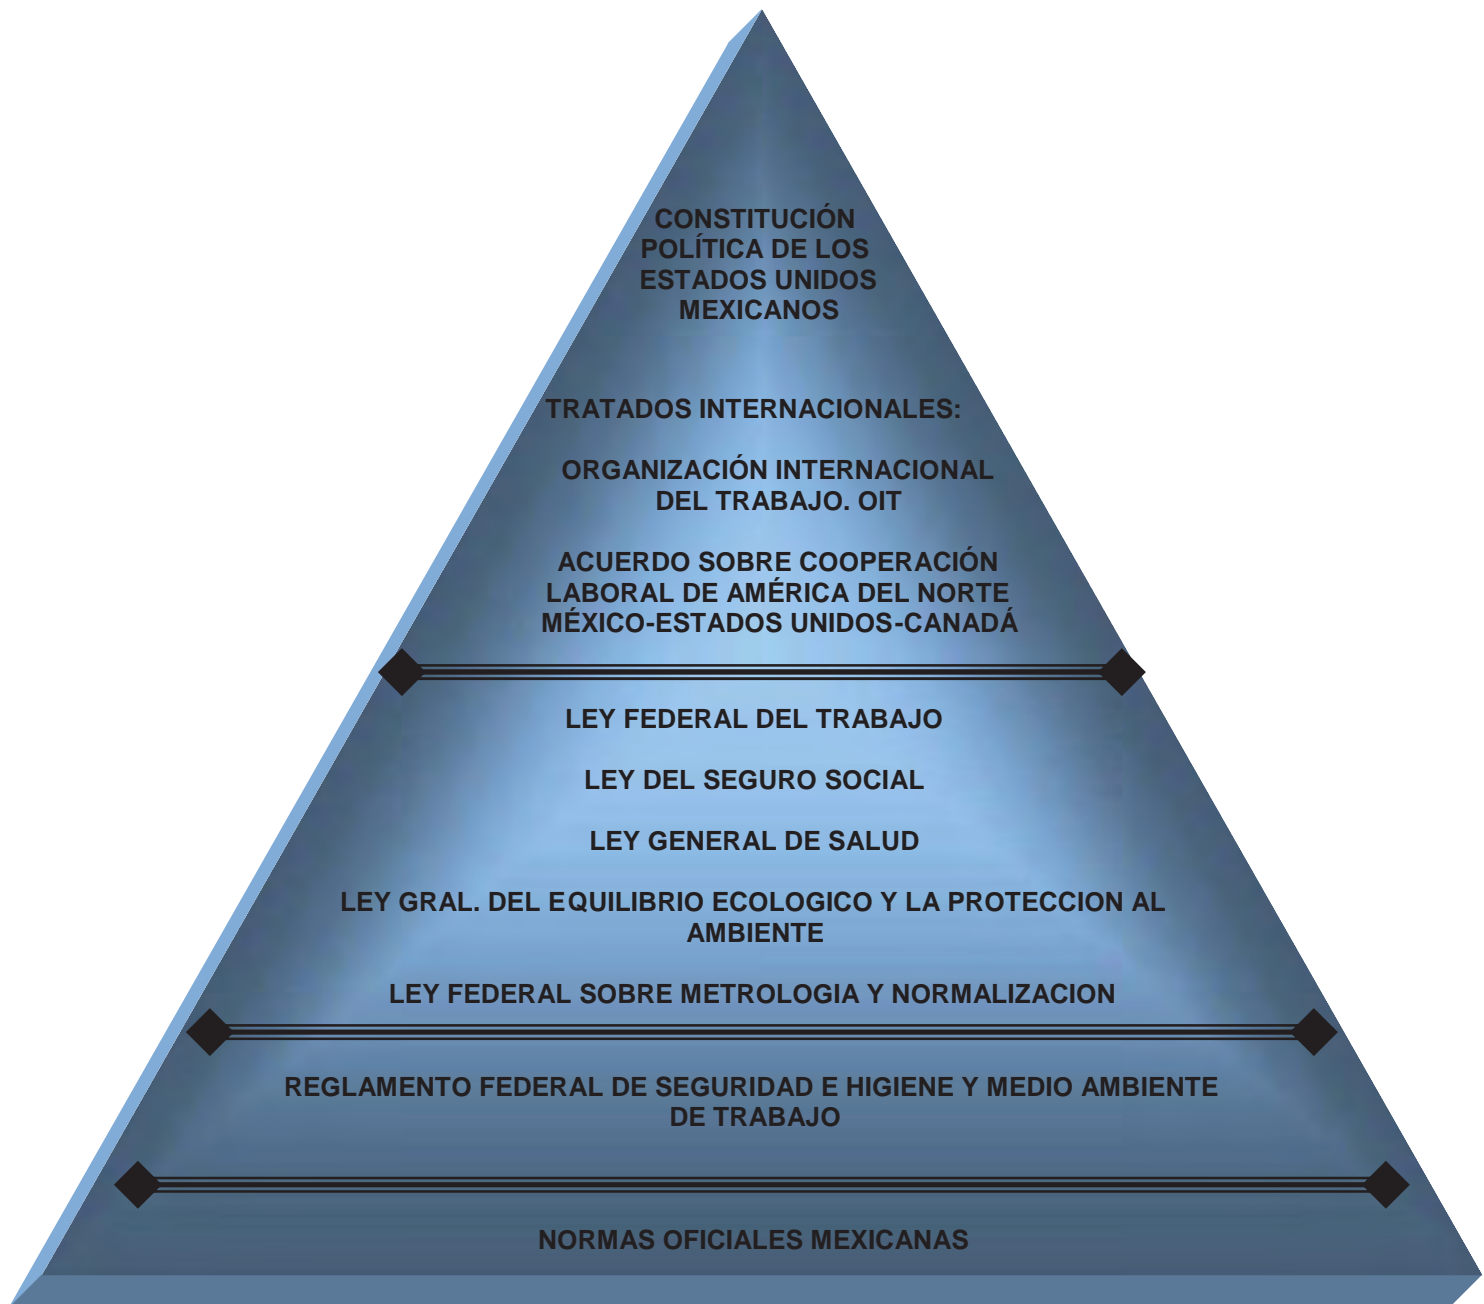 CONSTITUCIÓN
POLÍTICA DE LOS
ESTADOS UNIDOS
MEXICANOS
TRATADOS INTERNACIONALES:
ORGANIZACIÓN INTERNACIONAL
DEL TRABAJO. OIT
ACUERDO SOBRE COOPERACIÓN
LABORAL DE AMÉRICA DEL NORTE
MÉXICO-ESTADOS UNIDOS-CANADÁ
LEY FEDERAL DEL TRABAJO
LEY DEL SEGURO SOCIAL
LEY GENERAL DE SALUD
LEY GRAL. DEL EQUILIBRIO ECOLOGICO Y LA PROTECCION AL
AMBIENTE
LEY FEDERAL SOBRE METROLOGIA Y NORMALIZACION
REGLAMENTO FEDERAL DE SEGURIDAD E HIGIENE Y MEDIO AMBIENTE
DE TRABAJO
NORMAS OFICIALES MEXICANAS